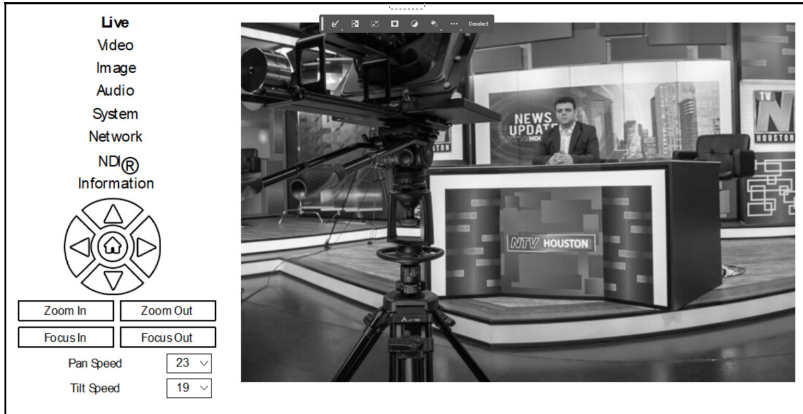 Live
Video
Image
Audio
System
Network
NDI®
Information
Zoom In Zoom Out
Focus In Focus Out
Pan Speed 23
Tilt Speed 19
Deselect
NEWS
UPDATE
TV
N
HOUSTON
NTV HOUSTON